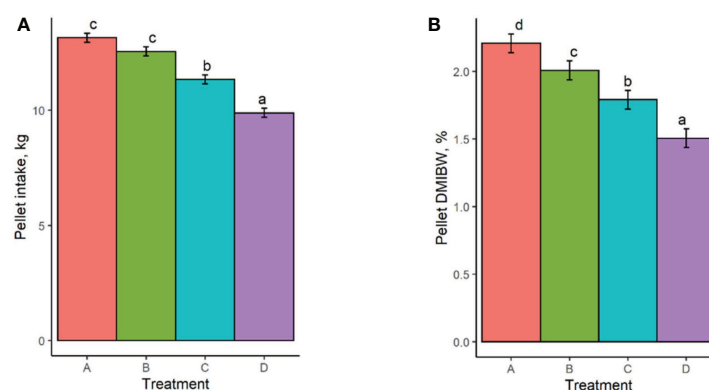 A
c
c
b
a
10
5
0
Pellet intake, kg
A B C D
Treatment
B
d
c
b
a
2.0
1.5
1.0
0.5
0.0
Pellet DMIBW, %
A B C D
Treatment